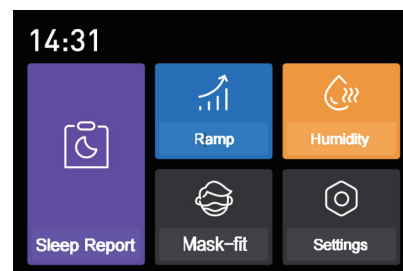 14:31
Ramp
Humidity
Sleep Report
Mask-fit
Settings